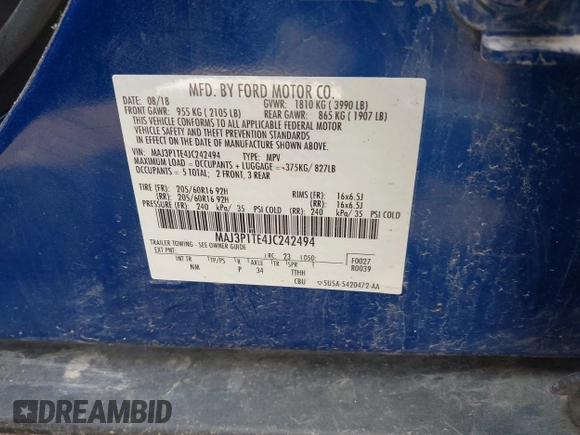 MFD. BY FORD MOTOR CO.
DATE: 08/18 GVWR: 1810 KG ( 3990 LB)
FRONT GAWR: 955 KG ( 2105 LB) REAR GAWR: 865 KG ( 1907 LB)
THIS VEHICLE CONFORMS TO ALL APPLICABLE FEDERAL MOTOR
VEHICLE SAFETY AND THEFT PREVENTION STANDARDS
IN EFFECT ON THE DATE OF MANUFACTURE SHOWN ABOVE.
VIN: MAJ3P1TE4JC242494 TYPE: MPV
MAXIMUM LOAD = OCCUPANTS + LUGGAGE = 375KG/ 827LB
OCCUPANTS = 5 TOTAL; 2 FRONT, 3 REAR
TIRE (FR): 205/60R16 92H RIMS (FR): 16x6.5J
(RR): 205/60R16 92H (RR): 16x6.5J
PRESSURE (FR): 240 kPa/ 35 PSI COLD (RR): 240 kPa/ 35 PSI COLD
MAJ3P1TE4JC242494
TRAILER TOWING - SEE OWNER GUIDE
EXT PNT: RC: 23 DSO: F0027
INT TR TP/PS R AXLE TR SPR R0039
NM P 34 TTHH
CBU 5U5A-5420472-AA
DREAMBID